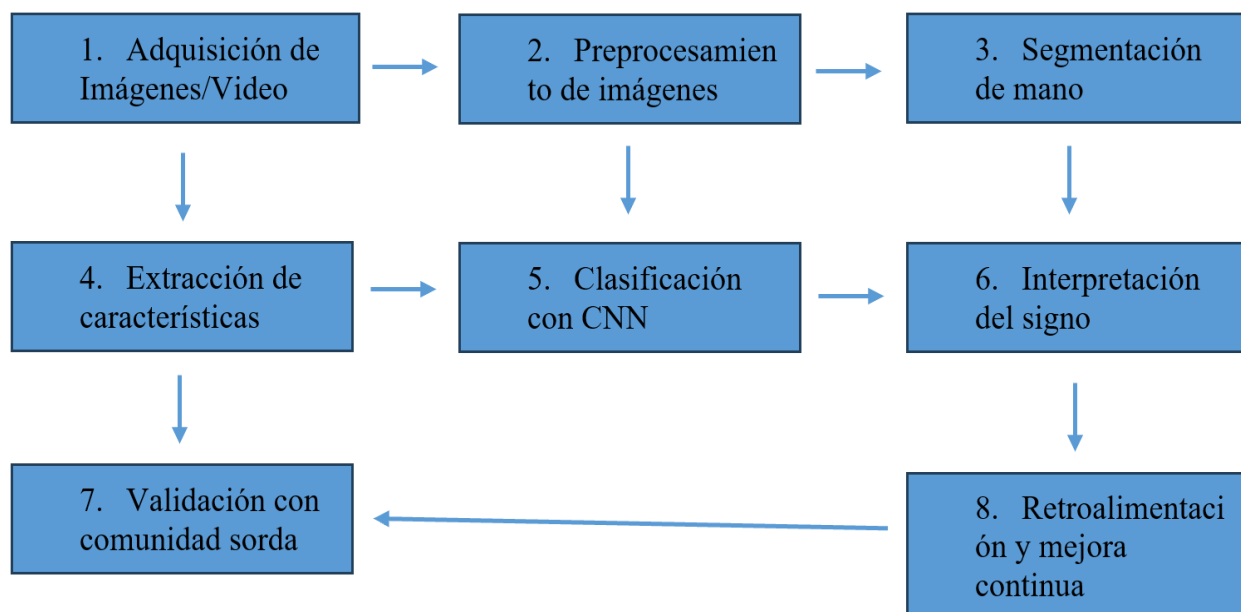 1. Adquisición de
Imágenes/Video
2. Preprocesamien
to de imágenes
3. Segmentación
de mano
4. Extracción de
características
5. Clasificación
con CNN
6. Interpretación
del signo
7. Validación con
comunidad sorda
8. Retroalimentaci
ón y mejora
continua